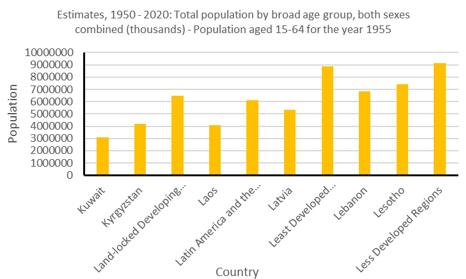 Estimates, 1950 - 2020: Total population by broad age group, both sexes
combined (thousands) - Population aged 15-64 for the year 1955
10000000
9000000
8000000
7000000
6000000
5000000
4000000
3000000
2000000
1000000
0
Population
Kuwait
Kyrgyzstan
Land-locked Developing...
Laos
Latin America and the...
Latvia
Least Developed...
Lebanon
Lesotho
Less Developed Regions
Country